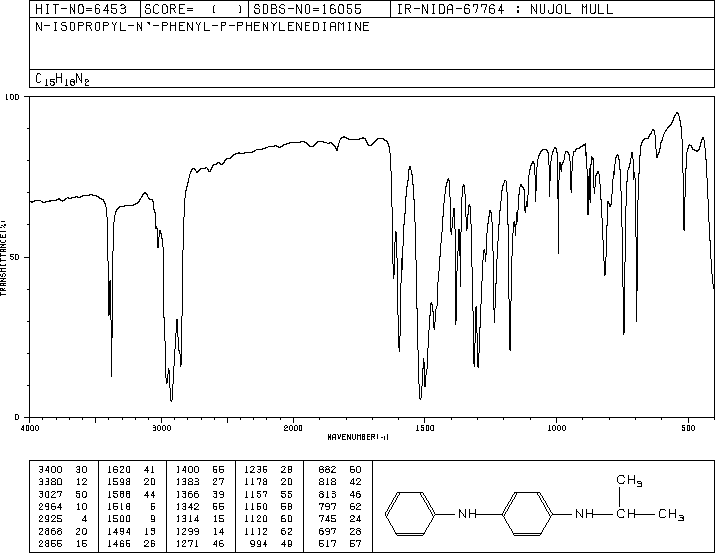 HIT-NO=6453 SCORE= ( ) SDBS-NO=16055 IR-NIDA-67764 : NUJOL MULL
N-ISOPROPYL-N'-PHENYL-P-PHENYLENEDIAMINE
C15H18N2
100
50
0
TRANSMITTANCE(%)
4000 3000 2000 1500 1000 500
WAVENUMBER(-1)
3400 30 1620 41 1400 55 1235 28 882 60
3380 12 1598 20 1383 27 1178 20 818 42
3027 50 1588 44 1366 39 1157 55 813 46
2964 10 1518 5 1342 55 1150 58 797 62
2925 4 1500 9 1314 15 1120 60 745 24
2868 20 1494 13 1299 14 1112 62 697 28
2855 15 1465 26 1271 46 994 49 517 57
CH3
NH NH CH CH3